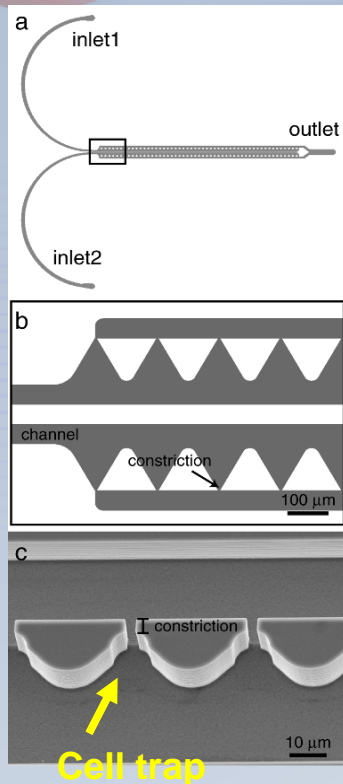 a
inlet1
outlet
inlet2
b
channel
constriction
100 μm
c
constriction
10 μm
Cell trap